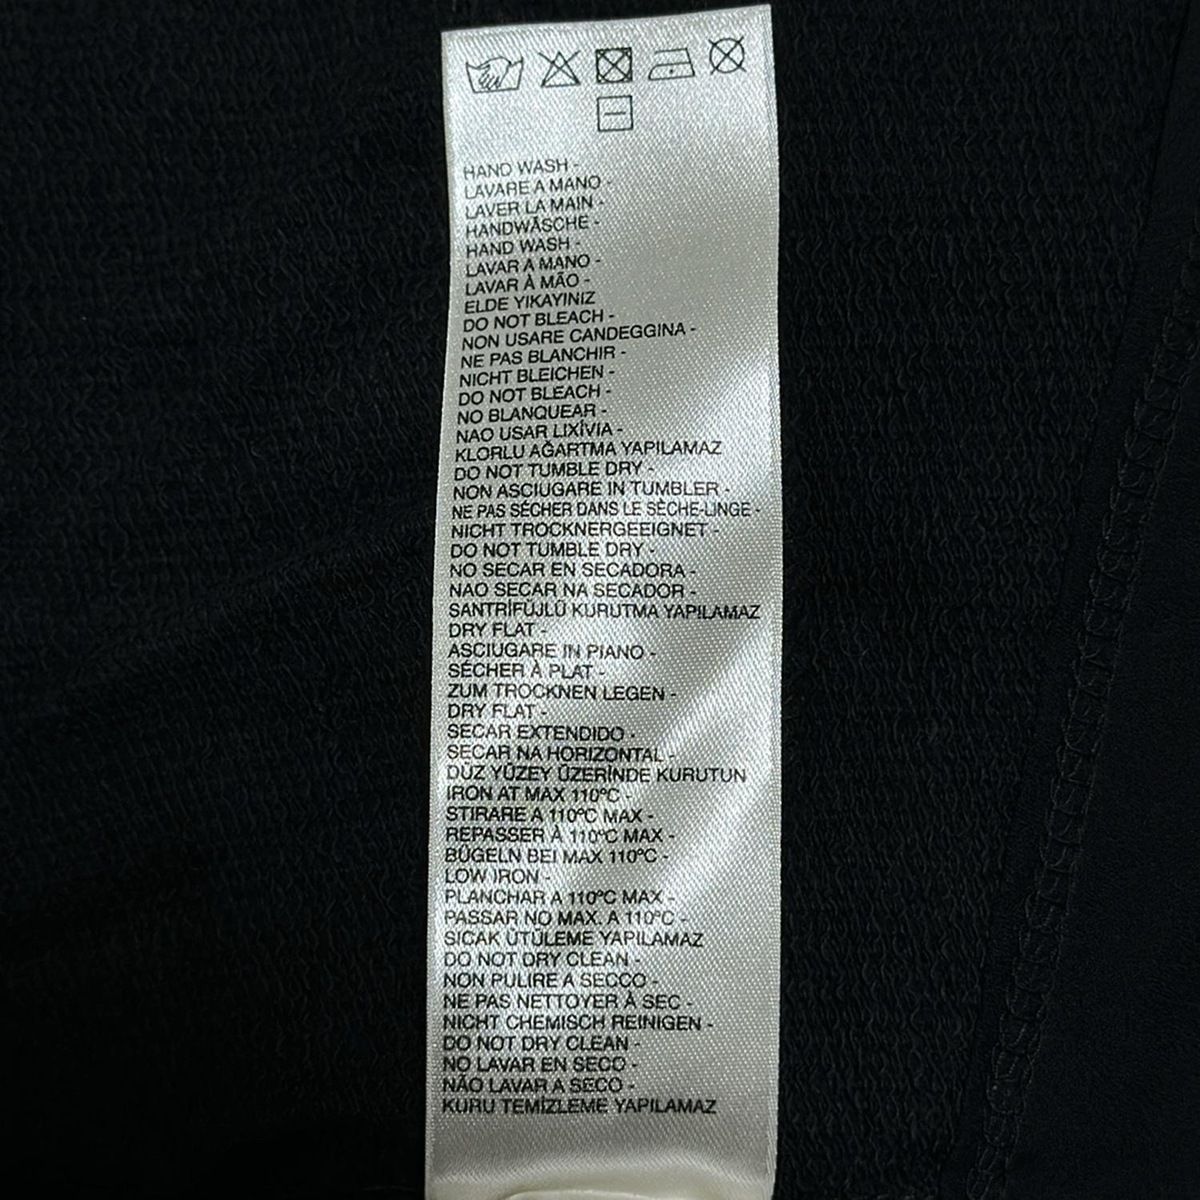 HAND WASH -
LAVARE A MANO -
LAVER LA MAIN -
HANDWÄSCHE -
HAND WASH -
LAVAR A MANO -
LAVAR À MÃO -
ELDE YIKAYINIZ
DO NOT BLEACH -
NON USARE CANDEGGINA -
NE PAS BLANCHIR -
NICHT BLEICHEN -
DO NOT BLEACH -
NO BLANQUEAR -
NAO USAR LIXÍVIA -
KLORLU AĞARTMA YAPILAMAZ
DO NOT TUMBLE DRY -
NON ASCIUGARE IN TUMBLER -
NE PAS SÉCHER DANS LE SÈCHE-LINGE -
NICHT TROCKNERGEEIGNET -
DO NOT TUMBLE DRY -
NO SECAR EN SECADORA -
NAO SECAR NA SECADOR -
SANTRİFÜJLÜ KURUTMA YAPILAMAZ
DRY FLAT -
ASCIUGARE IN PIANO -
SÉCHER À PLAT -
ZUM TROCKNEN LEGEN -
DRY FLAT -
SECAR EXTENDIDO -
SECAR NA HORIZONTAL -
DÜZ YÜZEY ÜZERİNDE KURUTUN
IRON AT MAX 110ºC -
STIRARE A 110ºC MAX -
REPASSER À 110ºC MAX -
BÜGELN BEI MAX 110ºC -
LOW IRON -
PLANCHAR A 110ºC MAX -
PASSAR NO MAX. A 110ºC -
SICAK ÜTÜLEME YAPILAMAZ
DO NOT DRY CLEAN -
NON PULIRE A SECCO -
NE PAS NETTOYER À SEC -
NICHT CHEMISCH REINIGEN -
DO NOT DRY CLEAN -
NO LAVAR EN SECO -
NÃO LAVAR A SECO -
KURU TEMİZLEME YAPILAMAZ